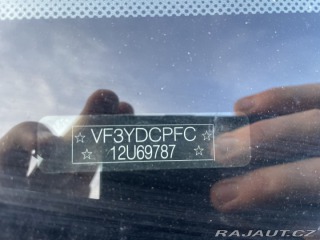 ☆ VF3YDCPFC ☆
☆ 12U69787 ☆
RAJAUT.CZ